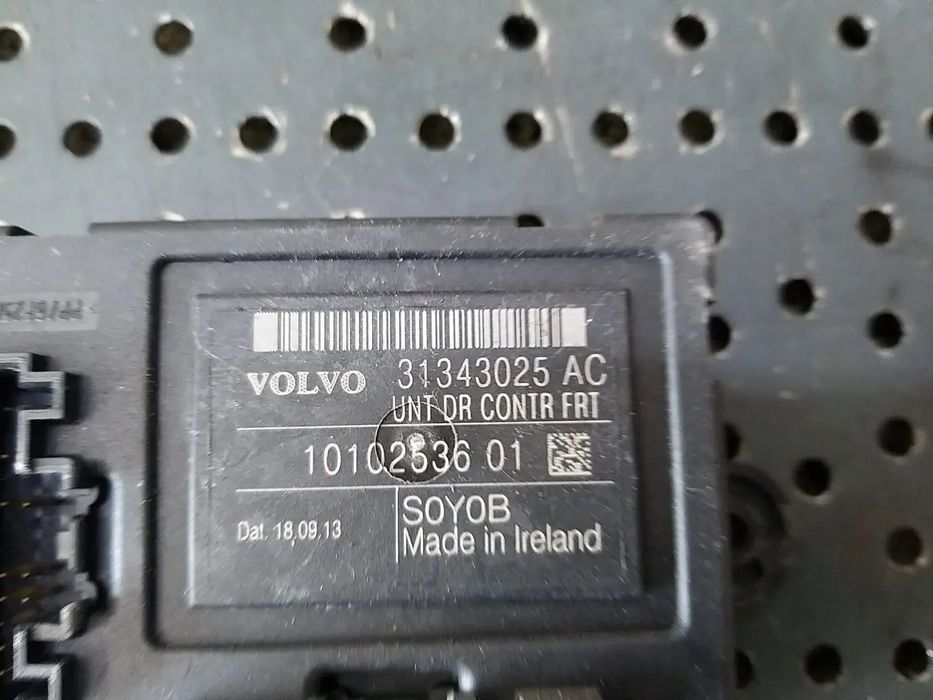 VOLVO 31343025 AC
UNT DR CONTR FRT
10102536 01
Dat. 18.09.13
S0Y0B
Made in Ireland